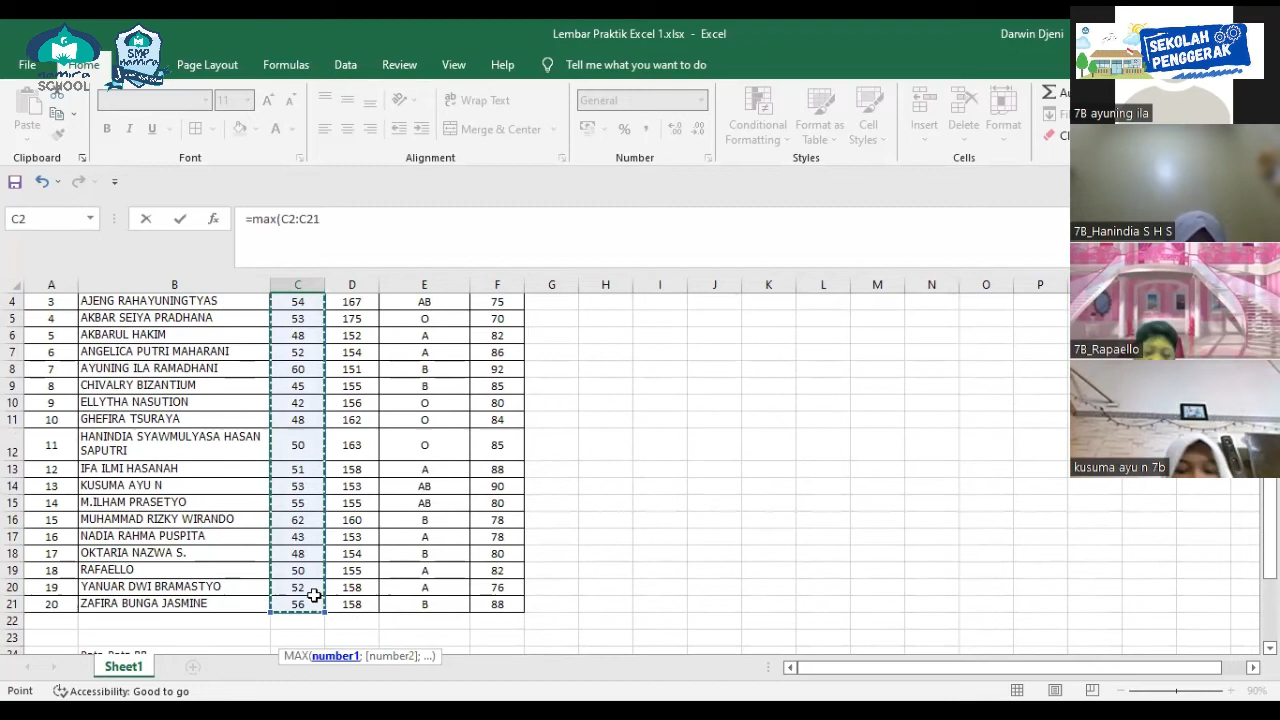 Lembar Praktik Excel 1.xlsx - Excel
Darwin Djeni
SEKOLAH
PENGGERAK
SMP
SCHOOL
File Home Page Layout Formulas Data Review View Help Tell me what you want to do
Paste
11
Wrap Text
Merge & Center
General
Conditional
Formatting
Format as
Table
Cell
Styles
Insert
Delete
Format
Clipboard
Font
Alignment
Number
Styles
Cells
7B ayuning ila
C2
=max(C2:C21
7B_Hanindia S H S
A B C D E F G H I J K L M N O P
4 3 AJENG RAHAYUNINGTYAS 54 167 AB 75
5 4 AKBAR SEIYA PRADHANA 53 175 O 70
6 5 AKBARUL HAKIM 48 152 A 82
7 6 ANGELICA PUTRI MAHARANI 52 154 A 86
8 7 AYUNING ILA RAMADHANI 60 151 B 92
9 8 CHIVALRY BIZANTIUM 45 155 B 85
10 9 ELLYTHA NASUTION 42 156 O 80
11 10 GHEFIRA TSURAYA 48 162 O 84
12 11 HANINDIA SYAWMULYASA HASAN
SAPUTRI 50 163 O 85
13 12 IFA ILMI HASANAH 51 158 A 88
14 13 KUSUMA AYU N 53 153 AB 90
15 14 M.ILHAM PRASETYO 55 155 AB 80
16 15 MUHAMMAD RIZKY WIRANDO 62 160 B 78
17 16 NADIA RAHMA PUSPITA 43 153 A 78
18 17 OKTARIA NAZWA S. 48 154 B 80
19 18 RAFAELLO 50 155 A 82
20 19 YANUAR DWI BRAMASTYO 52 158 A 76
21 20 ZAFIRA BUNGA JASMINE 56 158 B 88
22
23
7B_Rapaello
kusuma ayu n 7b
MAX(number1; [number2]; ...)
Sheet1
Point
Accessibility: Good to go
90%